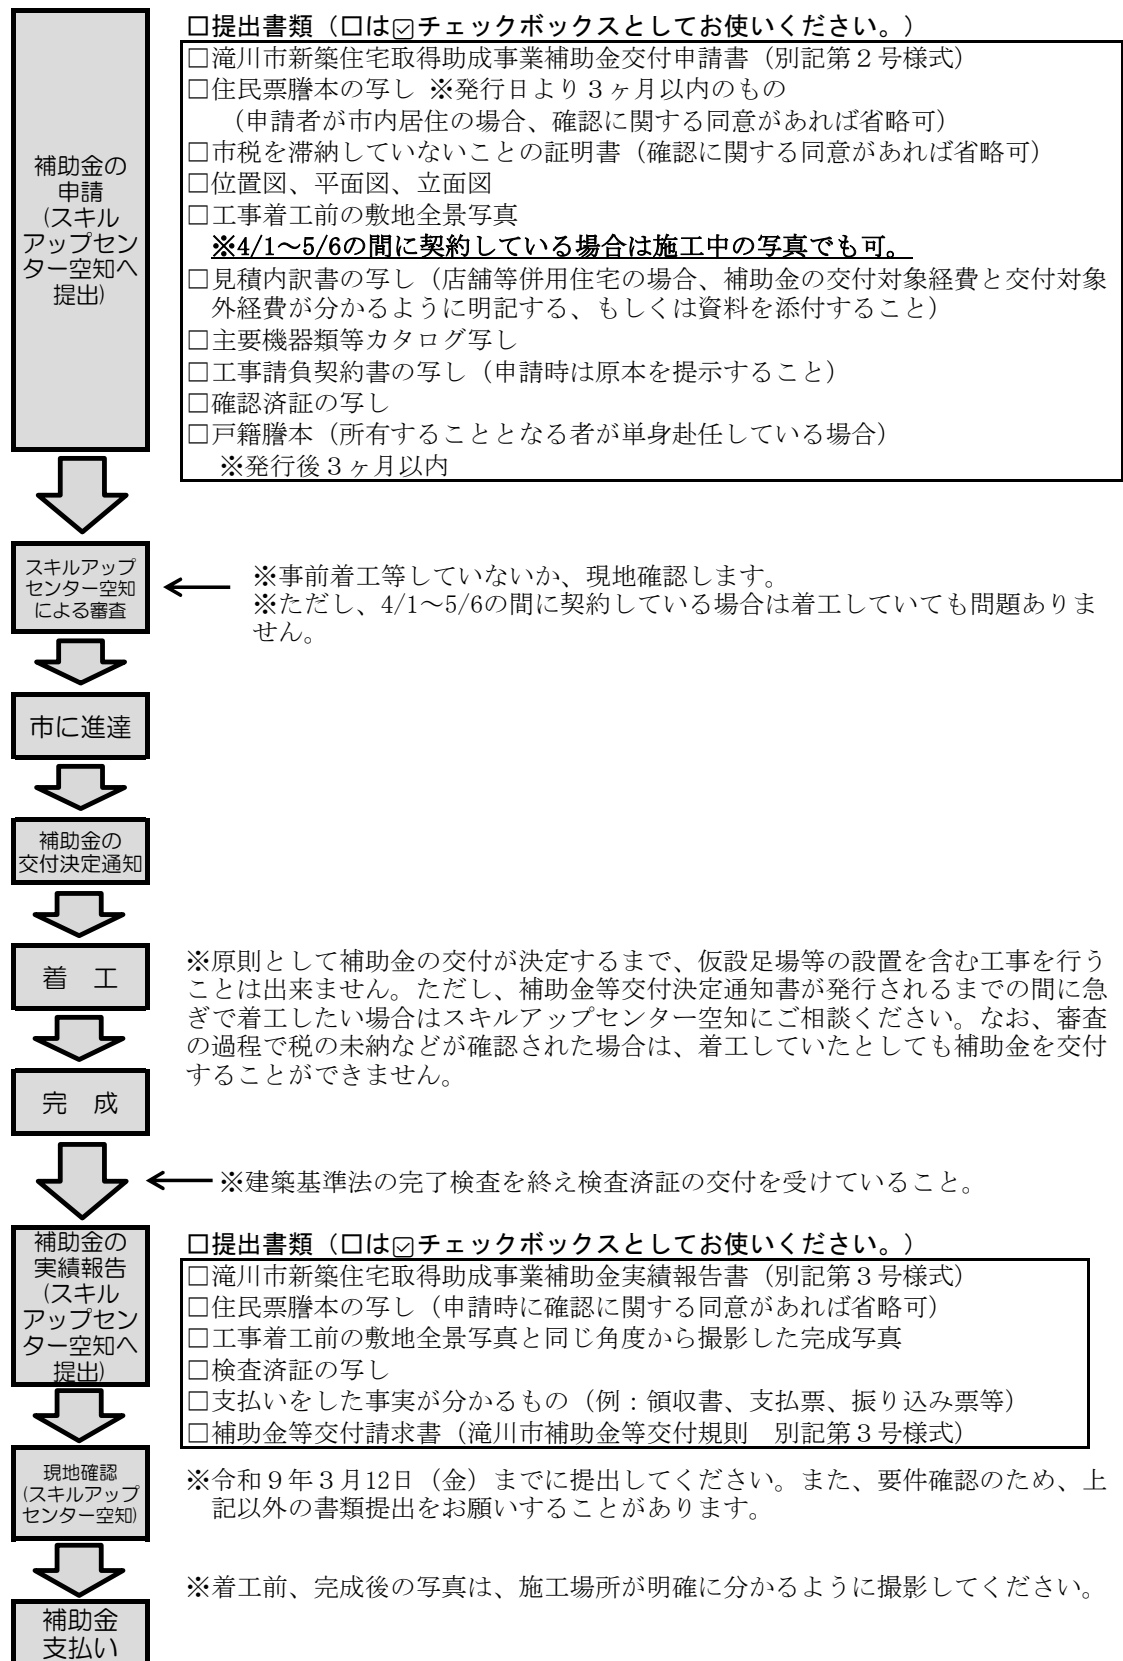 補助金の
申請
(スキル
アップセン
ター空知へ
提出)
□提出書類（□は☑チェックボックスとしてお使いください。）
□滝川市新築住宅取得助成事業補助金交付申請書（別記第２号様式）
□住民票謄本の写し ※発行日より３ヶ月以内のもの
（申請者が市内居住の場合、確認に関する同意があれば省略可）
□市税を滞納していないことの証明書（確認に関する同意があれば省略可）
□位置図、平面図、立面図
□工事着工前の敷地全景写真
※4/1～5/6の間に契約している場合は施工中の写真でも可。
□見積内訳書の写し（店舗等併用住宅の場合、補助金の交付対象経費と交付対象
外経費が分かるように明記する、もしくは資料を添付すること）
□主要機器類等カタログ写し
□工事請負契約書の写し（申請時は原本を提示すること）
□確認済証の写し
□戸籍謄本（所有することとなる者が単身赴任している場合）
※発行後３ヶ月以内
スキルアップ
センター空知
による審査
※事前着工等していないか、現地確認します。
※ただし、4/1～5/6の間に契約している場合は着工していても問題ありま
せん。
市に進達
補助金の
交付決定通知
着　工
※原則として補助金の交付が決定するまで、仮設足場等の設置を含む工事を行う
ことは出来ません。ただし、補助金等交付決定通知書が発行されるまでの間に急
ぎで着工したい場合はスキルアップセンター空知にご相談ください。なお、審査
の過程で税の未納などが確認された場合は、着工していたとしても補助金を交付
することができません。
完　成
※建築基準法の完了検査を終え検査済証の交付を受けていること。
補助金の
実績報告
(スキル
アップセン
ター空知へ
提出)
□提出書類（□は☑チェックボックスとしてお使いください。）
□滝川市新築住宅取得助成事業補助金実績報告書（別記第３号様式）
□住民票謄本の写し（申請時に確認に関する同意があれば省略可）
□工事着工前の敷地全景写真と同じ角度から撮影した完成写真
□検査済証の写し
□支払いをした事実が分かるもの（例：領収書、支払票、振り込み票等）
□補助金等交付請求書（滝川市補助金等交付規則　別記第３号様式）
現地確認
(スキルアップ
センター空知)
※令和９年３月12日（金）までに提出してください。また、要件確認のため、上
記以外の書類提出をお願いすることがあります。
※着工前、完成後の写真は、施工場所が明確に分かるように撮影してください。
補助金
支払い